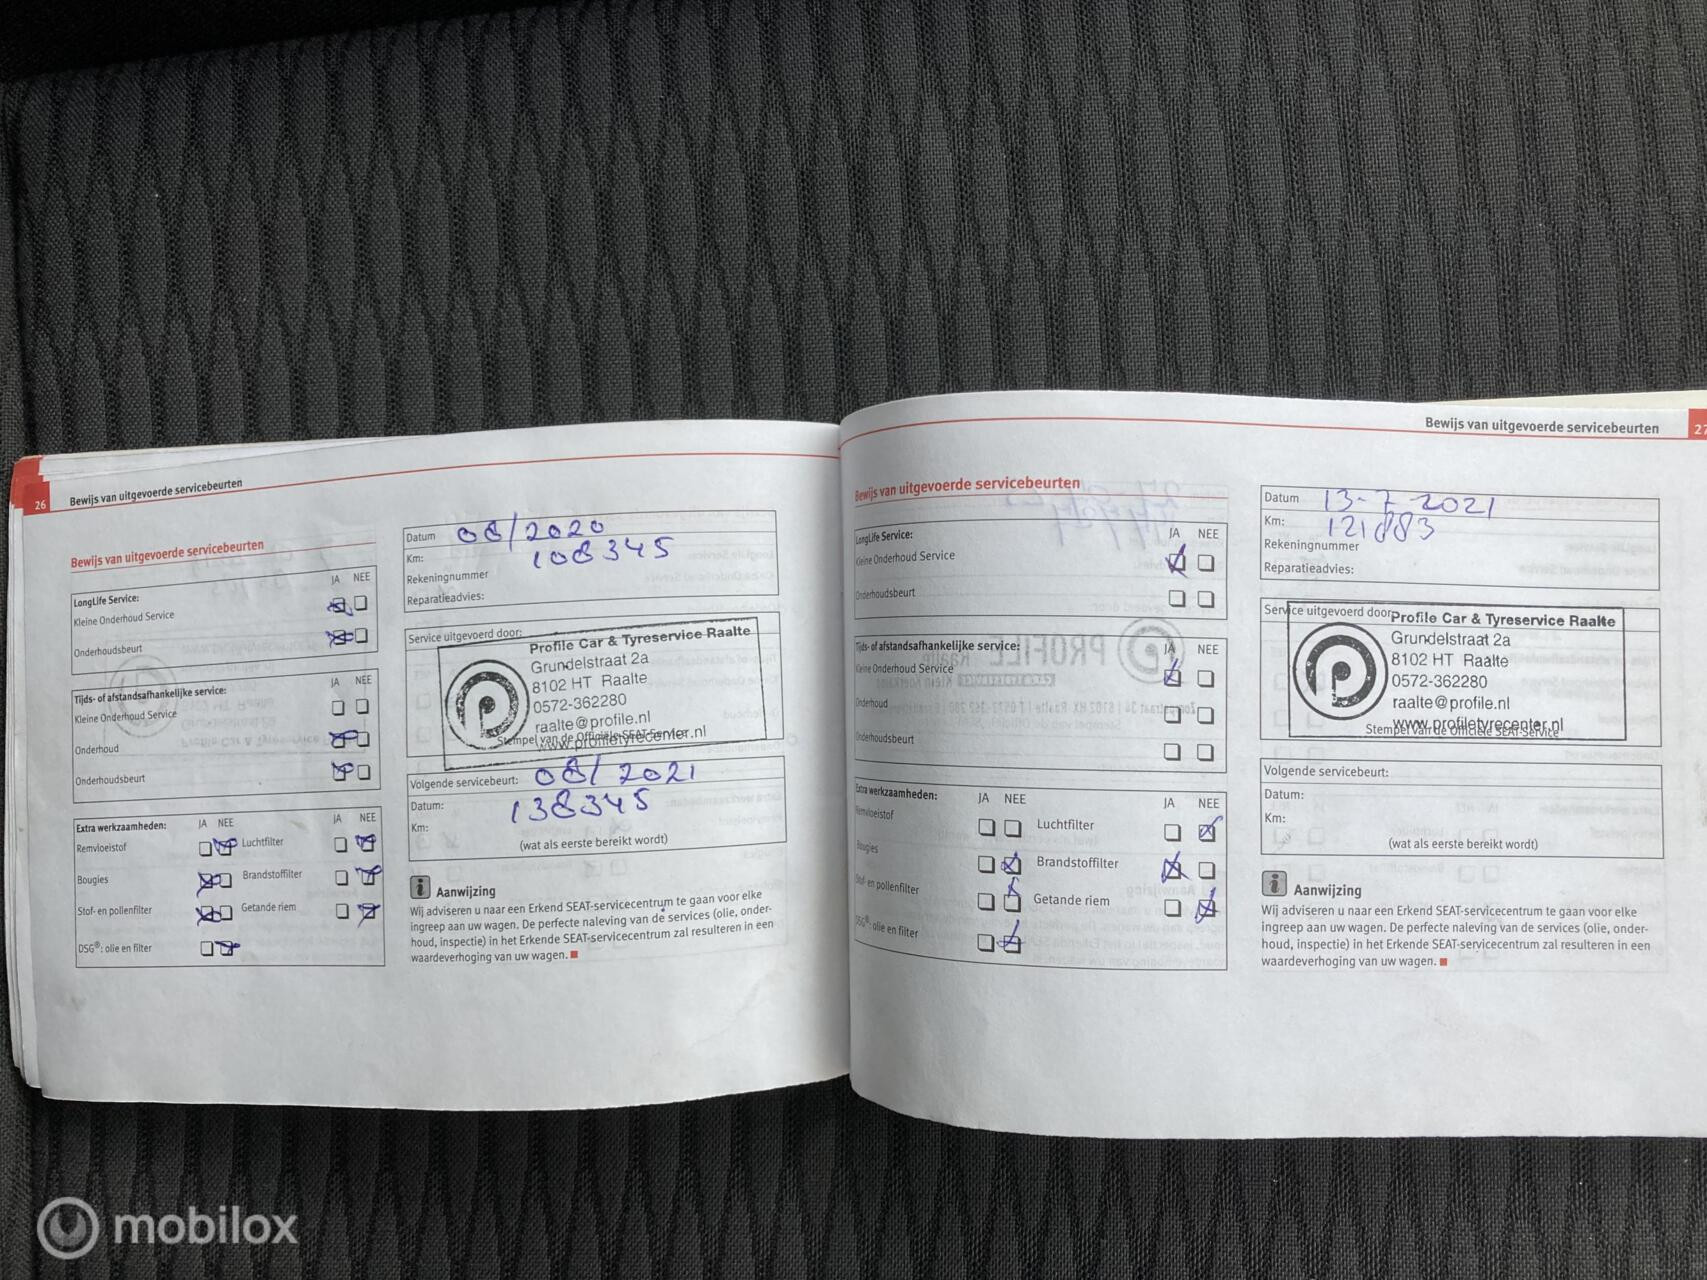 26
Bewijs van uitgevoerde servicebeurten
Bewijs van uitgevoerde servicebeurten
JA NEE
LongLife Service:
Kleine Onderhoud Service
Onderhoudsbeurt
JA NEE
Tijds- of afstandsafhankelijke service:
Kleine Onderhoud Service
Onderhoud
Onderhoudsbeurt
Extra werkzaamheden: JA NEE JA NEE
Remvloeistof Luchtfilter
Bougies Brandstoffilter
Stof- en pollenfilter Getande riem
DSG®: olie en filter
Datum 08/2020
Km: 108345
Rekeningnummer
Reparatieadvies:
Service uitgevoerd door:
Profile Car & Tyreservice Raalte
Grundelstraat 2a
8102 HT Raalte
0572-362280
raalte@profile.nl
www.profiletyrecenter.nl
Stempel van de Officiële SEAT-Service
Volgende servicebeurt: 08/2021
Datum: 138345
Km:
(wat als eerste bereikt wordt)
i Aanwijzing
Wij adviseren u naar een Erkend SEAT-servicecentrum te gaan voor elke
ingreep aan uw wagen. De perfecte naleving van de services (olie, onder-
houd, inspectie) in het Erkende SEAT-servicecentrum zal resulteren in een
waardeverhoging van uw wagen.
Bewijs van uitgevoerde servicebeurten
27
Bewijs van uitgevoerde servicebeurten
LongLife Service: JA NEE
Kleine Onderhoud Service
Onderhoudsbeurt
Tijds- of afstandsafhankelijke service: JA NEE
Kleine Onderhoud Service
Onderhoud
Onderhoudsbeurt
Extra werkzaamheden: JA NEE JA NEE
Remvloeistof Luchtfilter
Bougies Brandstoffilter
Stof- en pollenfilter Getande riem
DSG®: olie en filter
Datum 13-7-2021
Km: 121883
Rekeningnummer
Reparatieadvies:
Service uitgevoerd door:
Profile Car & Tyreservice Raalte
Grundelstraat 2a
8102 HT Raalte
0572-362280
raalte@profile.nl
www.profiletyrecenter.nl
Stempel van de Officiële SEAT-Service
Volgende servicebeurt:
Datum:
Km:
(wat als eerste bereikt wordt)
i Aanwijzing
Wij adviseren u naar een Erkend SEAT-servicecentrum te gaan voor elke
ingreep aan uw wagen. De perfecte naleving van de services (olie, onder-
houd, inspectie) in het Erkende SEAT-servicecentrum zal resulteren in een
waardeverhoging van uw wagen.
mobilox